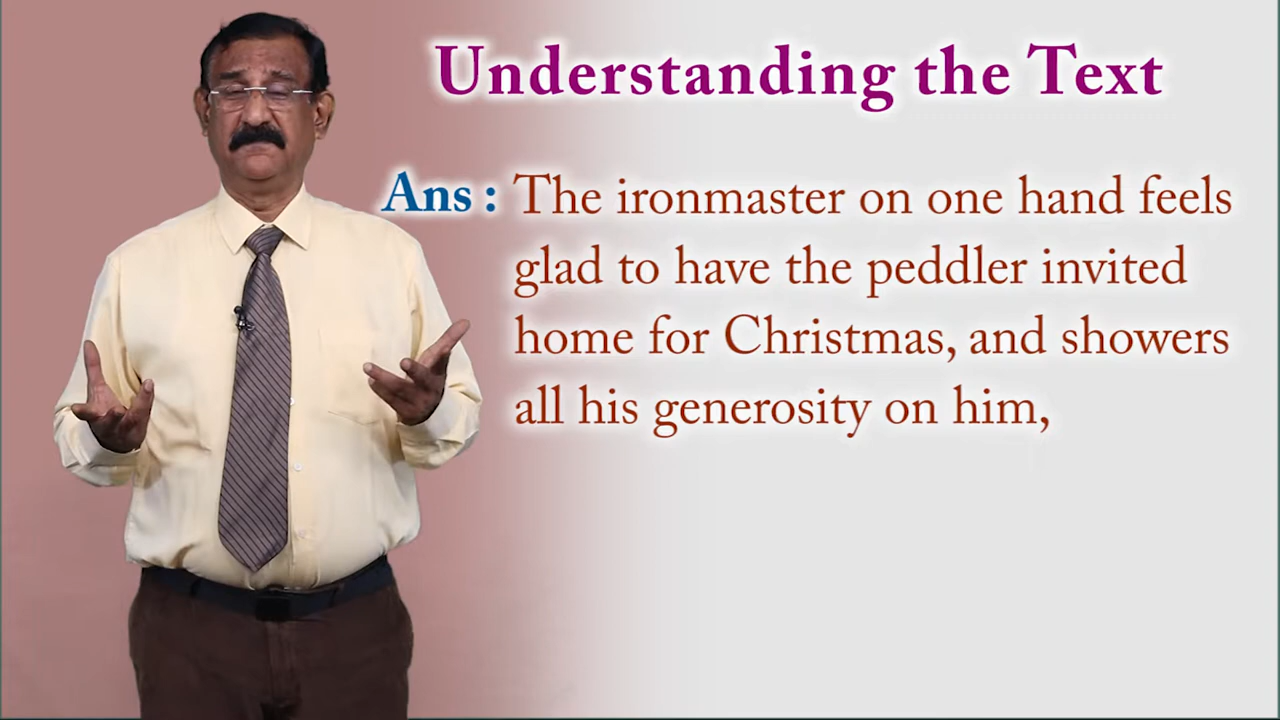 Understanding the Text
Ans : The ironmaster on one hand feels
glad to have the peddler invited
home for Christmas, and showers
all his generosity on him,